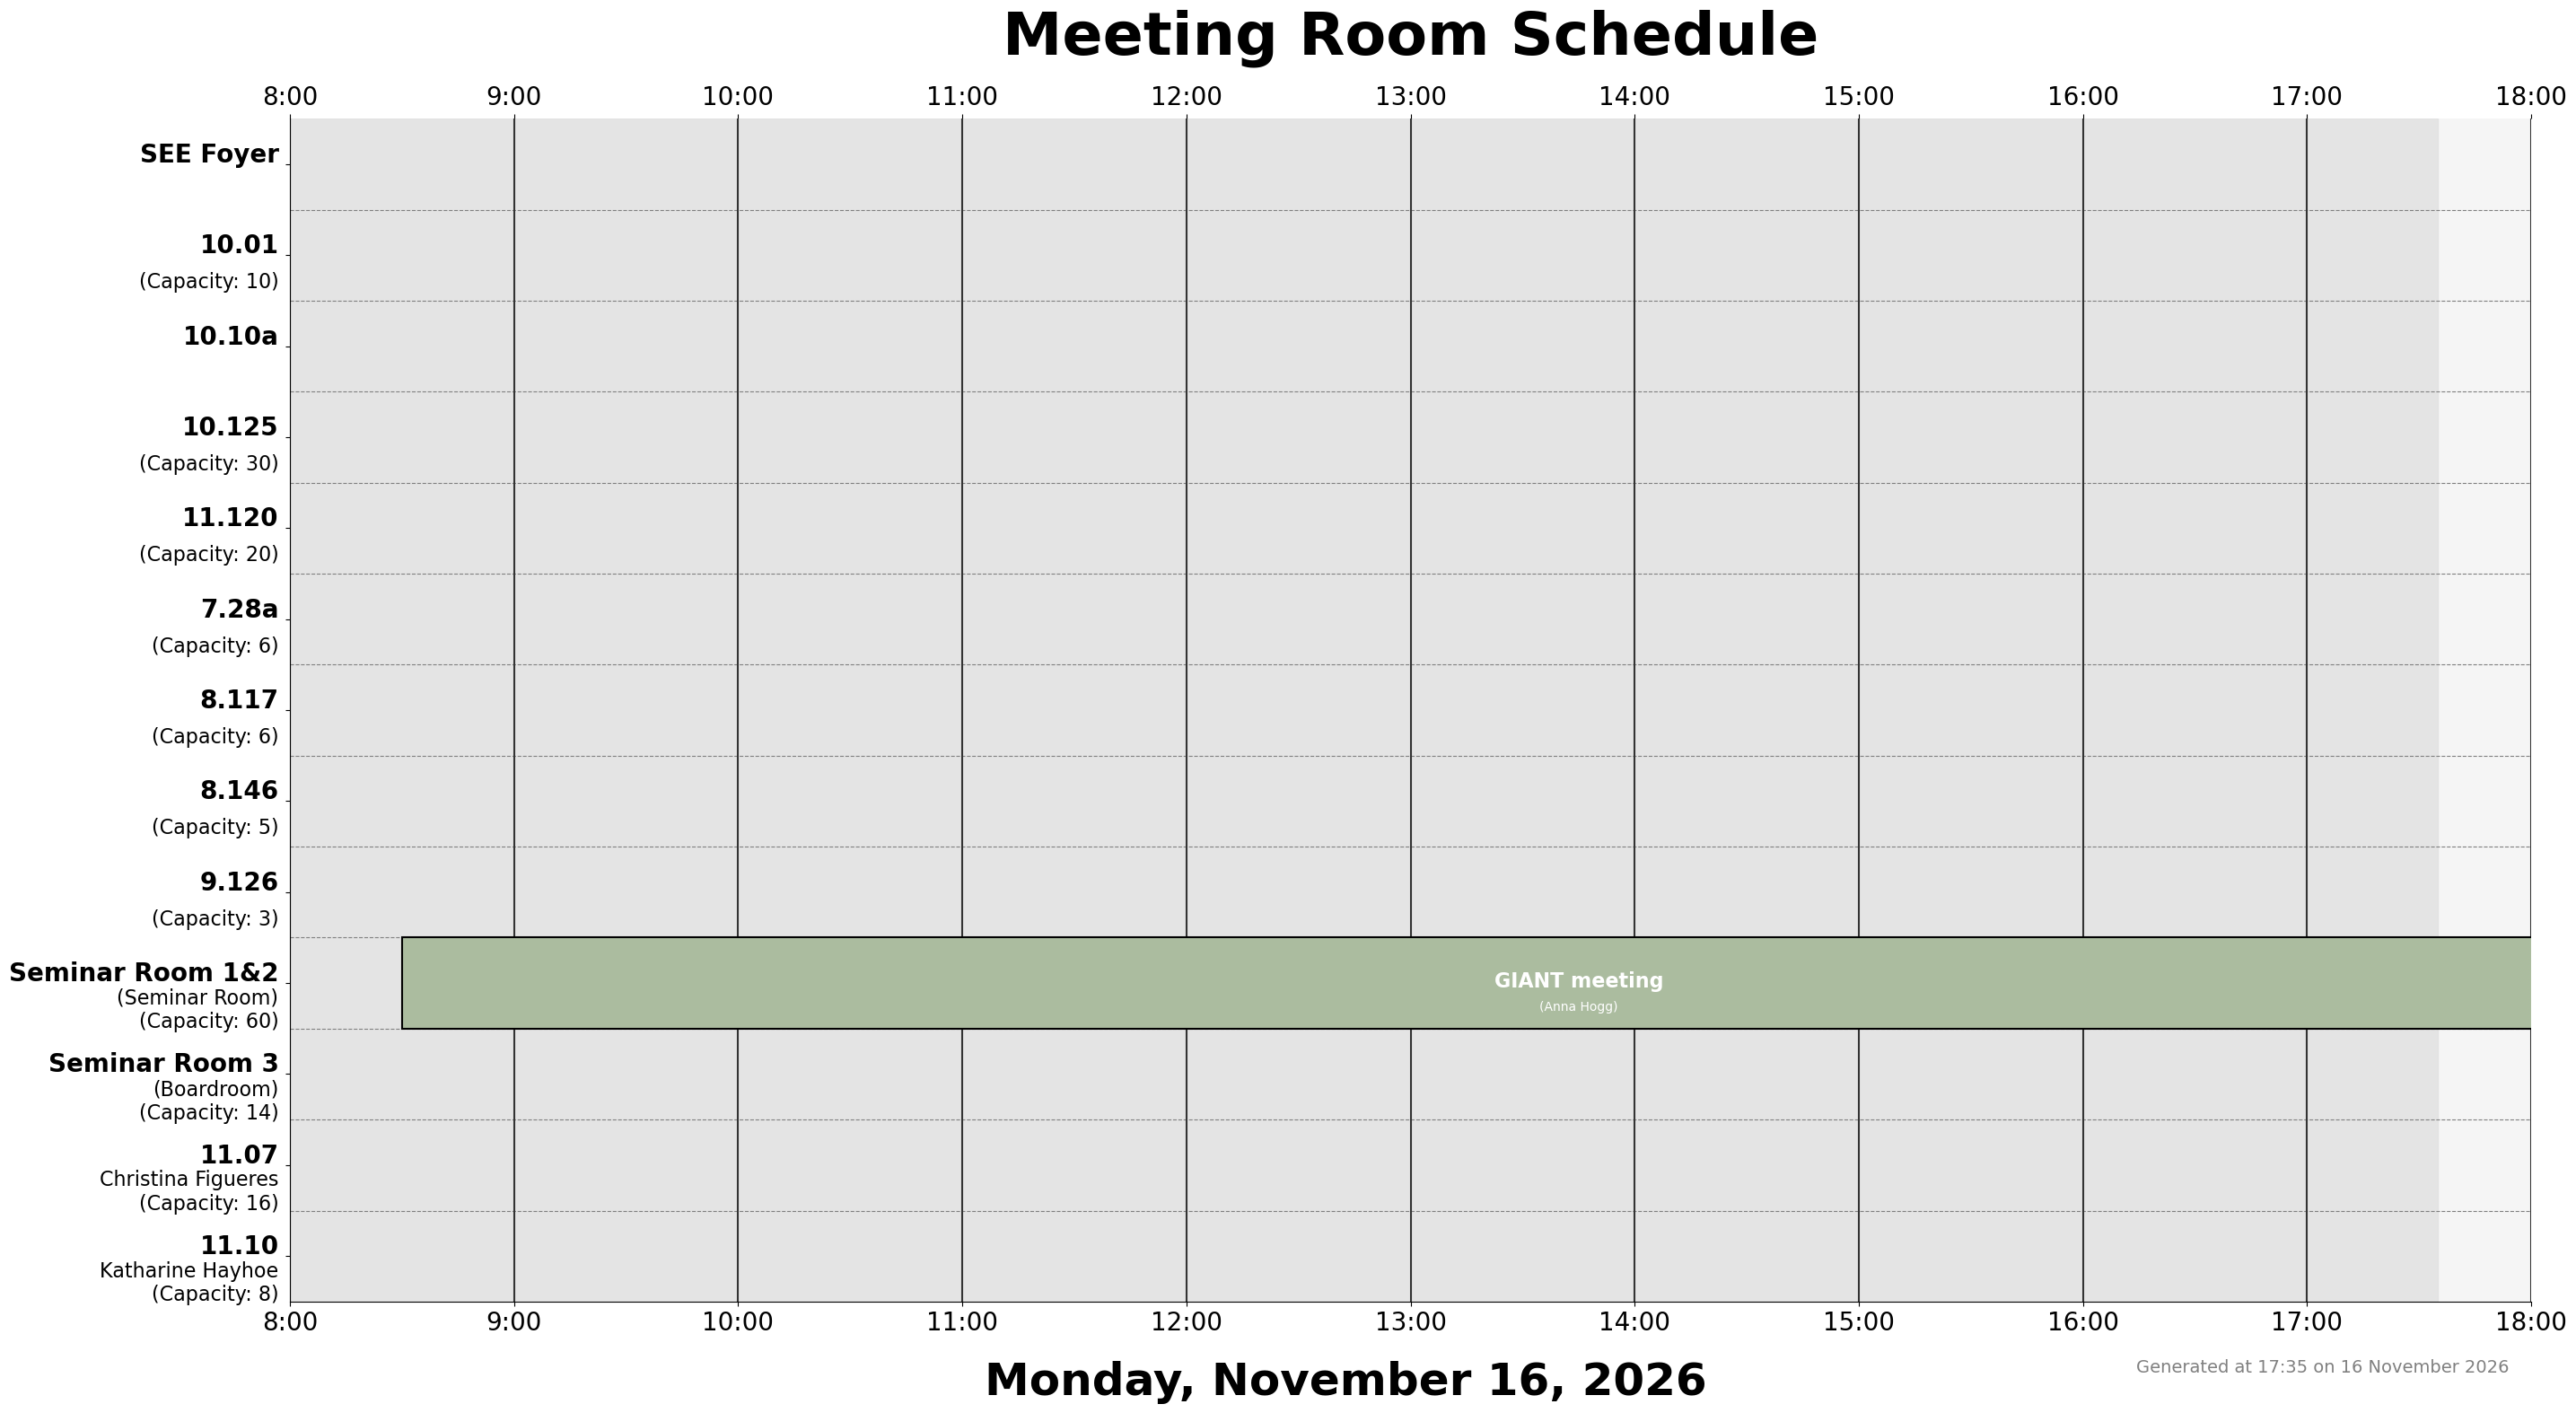 Meeting Room Schedule
8:00 9:00 10:00 11:00 12:00 13:00 14:00 15:00 16:00 17:00 18:00
SEE Foyer
10.01
(Capacity: 10)
10.10a
10.125
(Capacity: 30)
11.120
(Capacity: 20)
7.28a
(Capacity: 6)
8.117
(Capacity: 6)
8.146
(Capacity: 5)
9.126
(Capacity: 3)
Seminar Room 1&2
(Seminar Room)
(Capacity: 60)
GIANT meeting
(Anna Hogg)
Seminar Room 3
(Boardroom)
(Capacity: 14)
11.07
Christina Figueres
(Capacity: 16)
11.10
Katharine Hayhoe
(Capacity: 8)
8:00 9:00 10:00 11:00 12:00 13:00 14:00 15:00 16:00 17:00 18:00
Monday, November 16, 2026
Generated at 17:35 on 16 November 2026